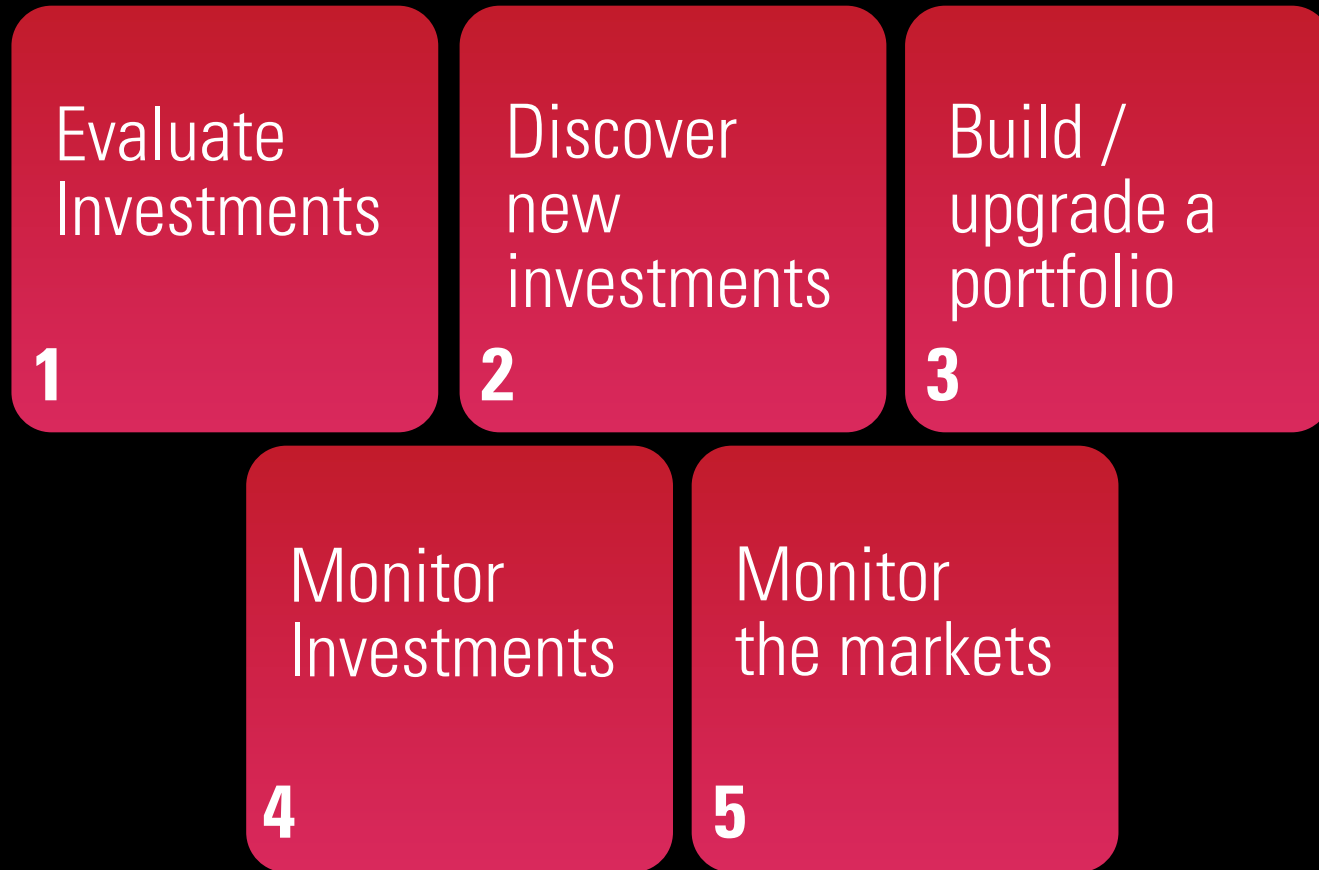 Evaluate
Investments
1
Discover
new
investments
2
Build /
upgrade a
portfolio
3
Monitor
Investments
4
Monitor
the markets
5